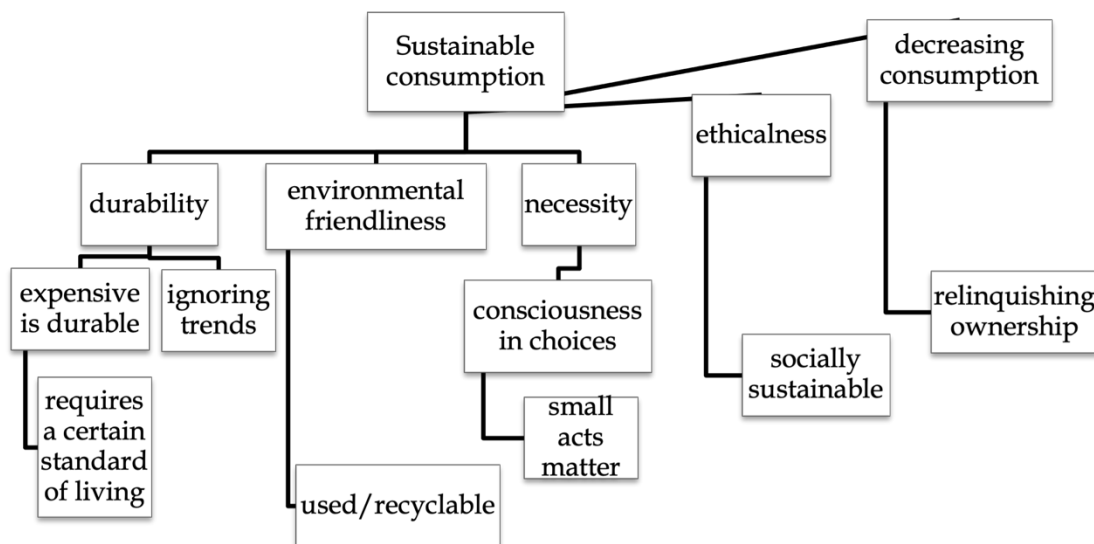 Sustainable
consumption
decreasing
consumption
ethicalness
durability
environmental
friendliness
necessity
expensive
is durable
ignoring
trends
consciousness
in choices
relinquishing
ownership
socially
sustainable
requires
a certain
standard
of living
small
acts
matter
used/recyclable